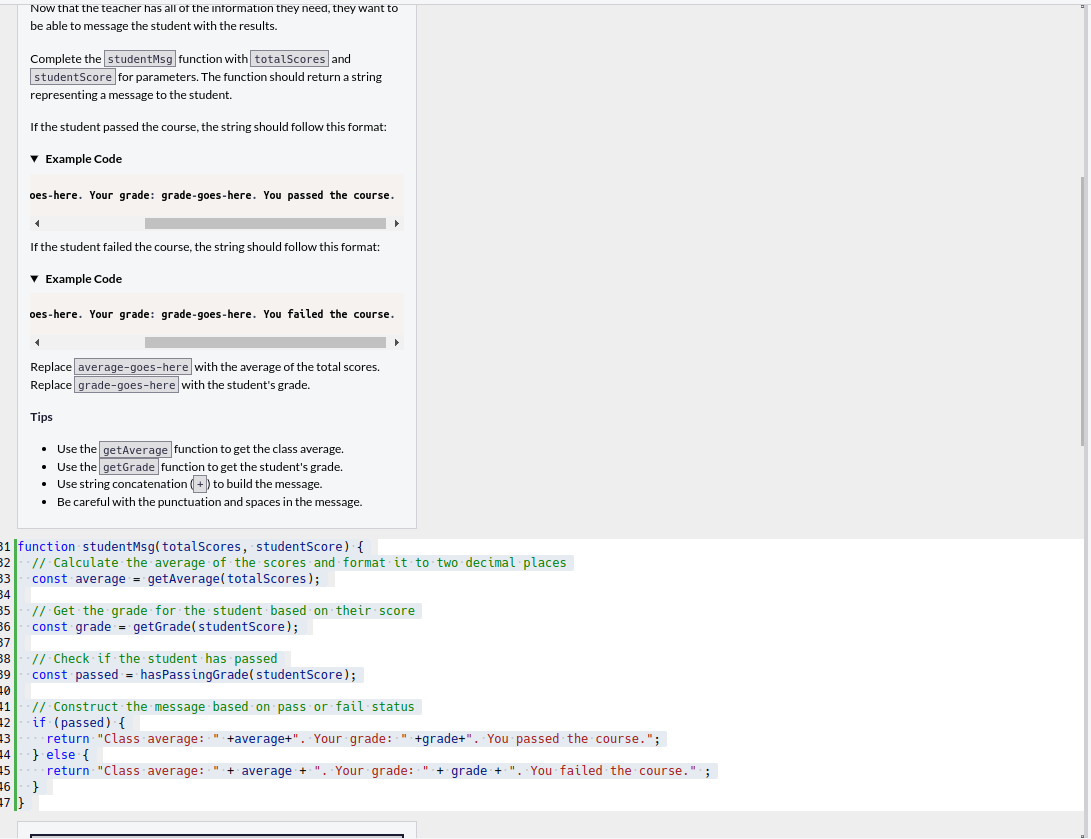 Now that the teacher has all of the information they need, they want to
be able to message the student with the results.
Complete the studentMsg function with totalScores and
studentScore for parameters. The function should return a string
representing a message to the student.
If the student passed the course, the string should follow this format:
▼ Example Code
oes-here. Your grade: grade-goes-here. You passed the course.
If the student failed the course, the string should follow this format:
▼ Example Code
oes-here. Your grade: grade-goes-here. You failed the course.
Replace average-goes-here with the average of the total scores.
Replace grade-goes-here with the student's grade.
Tips
• Use the getAverage function to get the class average.
• Use the getGrade function to get the student's grade.
• Use string concatenation (+) to build the message.
• Be careful with the punctuation and spaces in the message.
31 function studentMsg(totalScores, studentScore) {
32 // Calculate the average of the scores and format it to two decimal places
33 const average = getAverage(totalScores);
34
35 // Get the grade for the student based on their score
36 const grade = getGrade(studentScore);
37
38 // Check if the student has passed
39 const passed = hasPassingGrade(studentScore);
40
41 // Construct the message based on pass or fail status
42 if (passed) {
43 return "Class average: " +average+". Your grade: " +grade+". You passed the course.";
44 } else {
45 return "Class average: " + average + ". Your grade: " + grade + ". You failed the course." ;
46 }
47 }